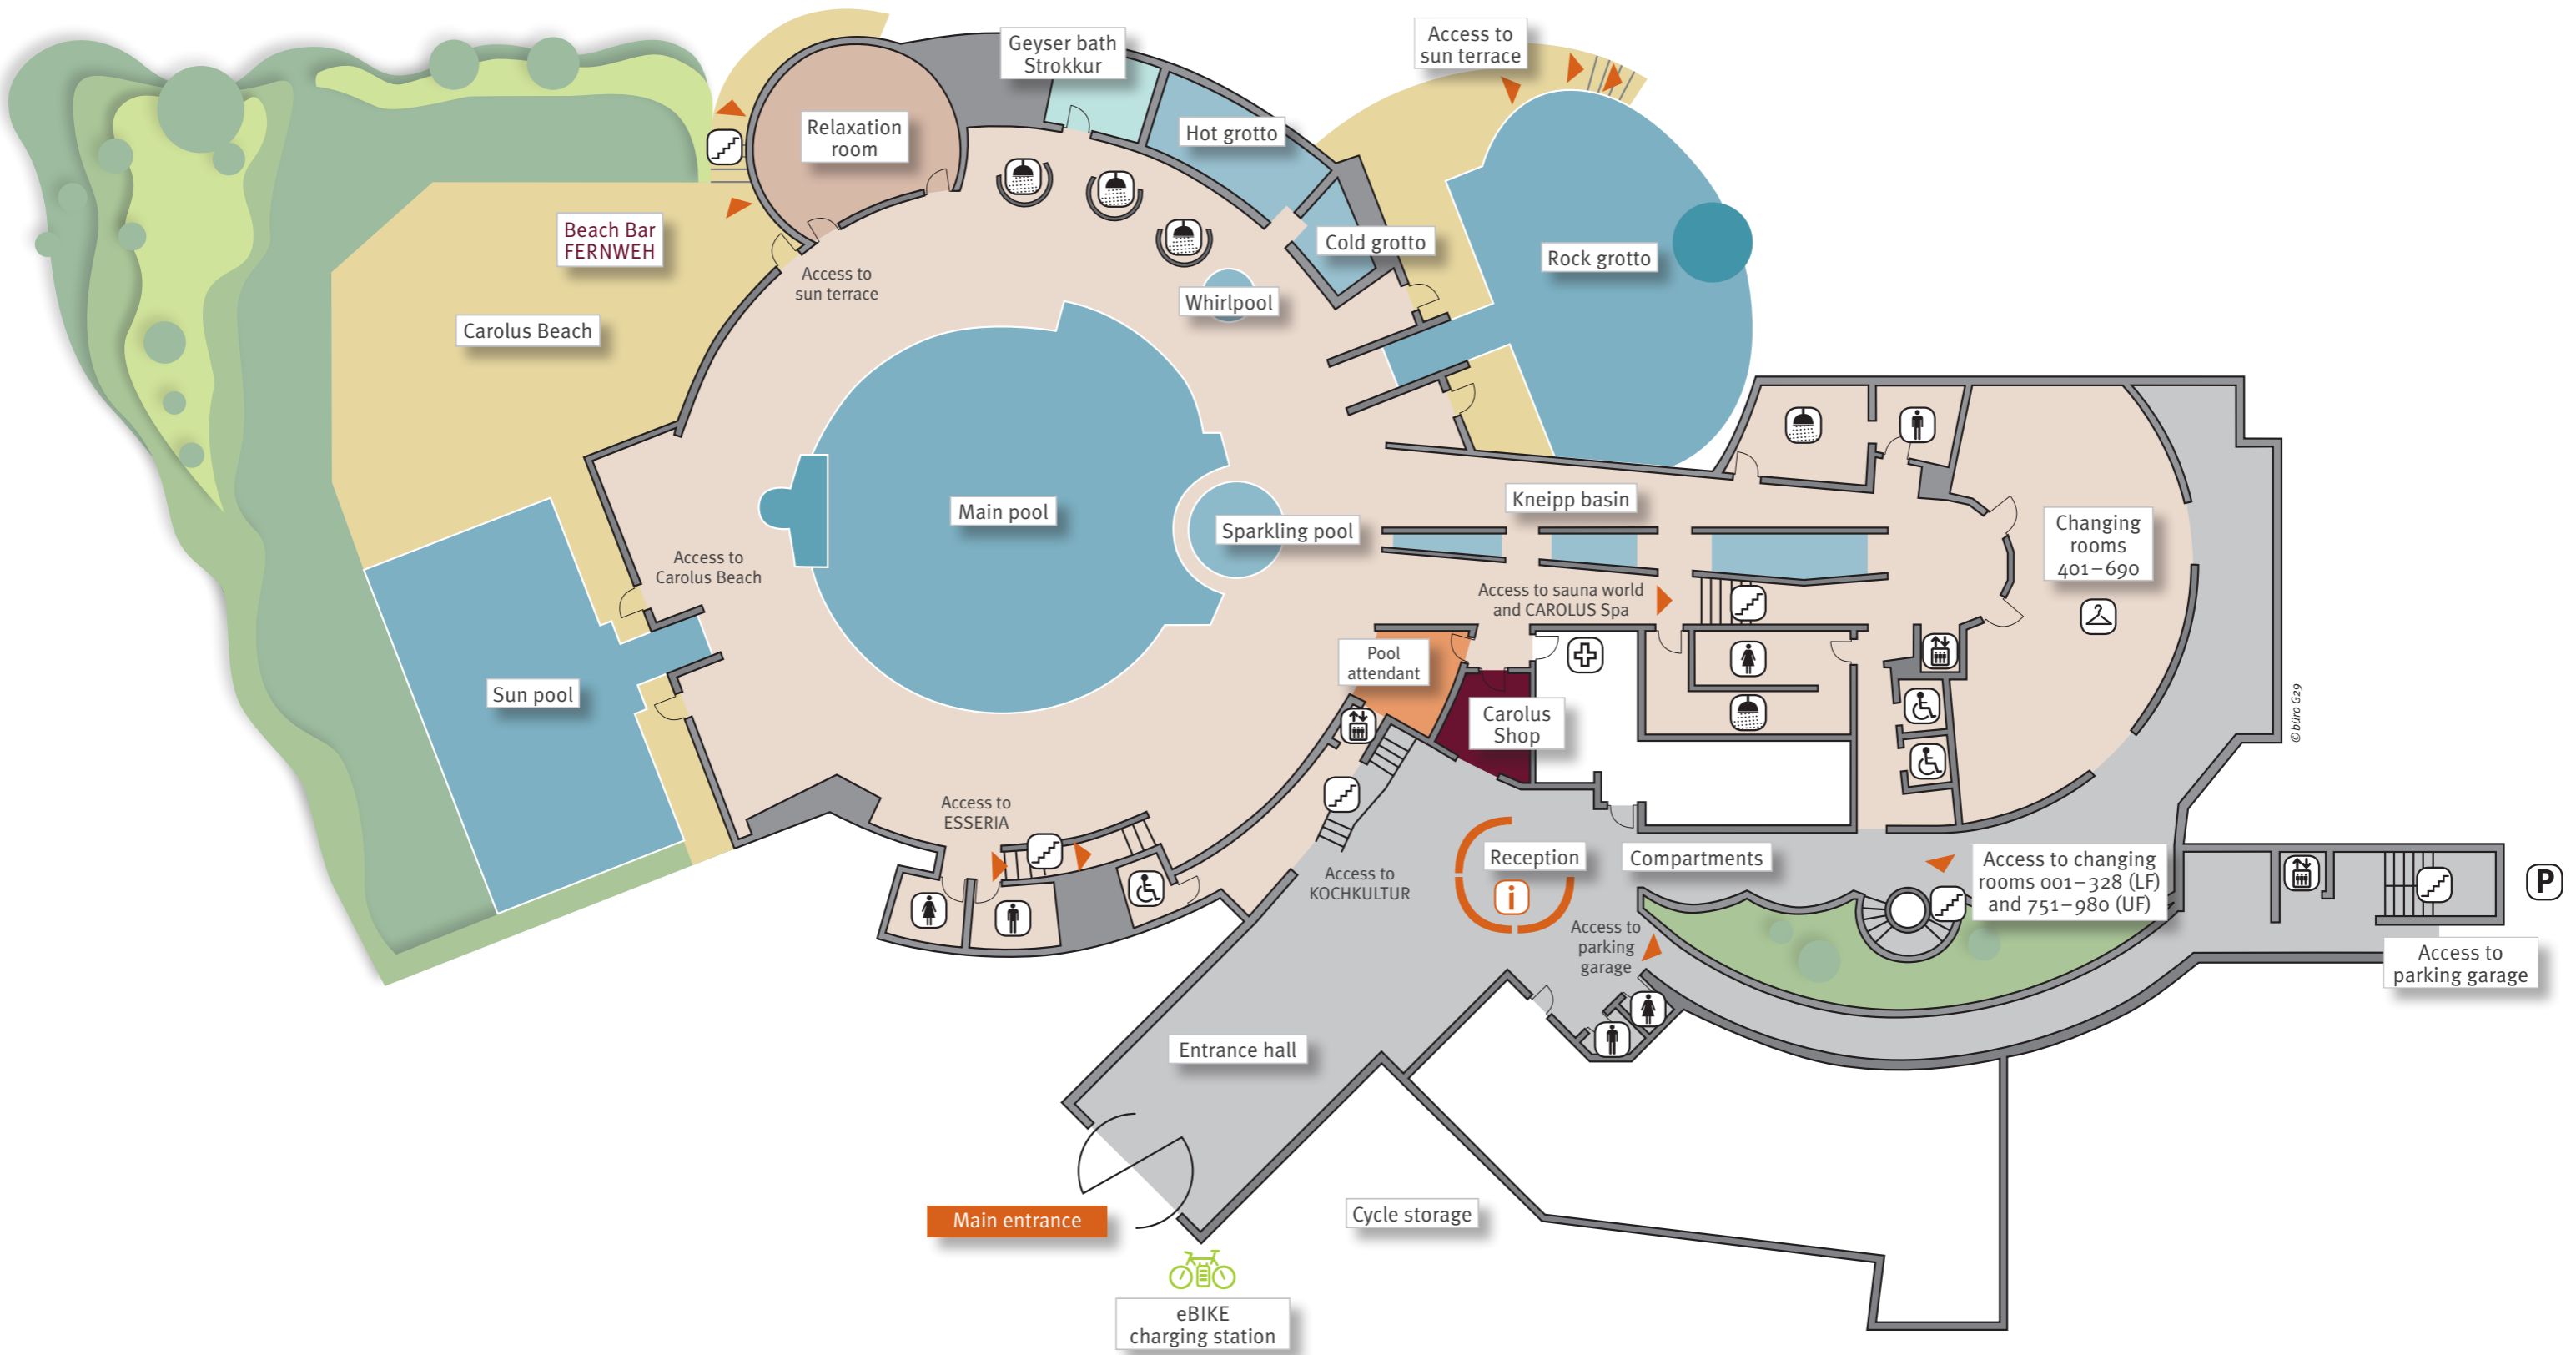 Geyser bath
Strokkur
Access to
sun terrace
Relaxation
room
Hot grotto
Beach Bar
FERNWEH
Cold grotto
Rock grotto
Access to
sun terrace
Whirlpool
Carolus Beach
Main pool
Sparkling pool
Kneipp basin
Changing
rooms
401–690
Access to
Carolus Beach
Access to sauna world
and CAROLUS Spa
Pool
attendant
Sun pool
Carolus
Shop
© büro G29
Access to
ESSERIA
Access to
KOCHKULTUR
Reception
i
Compartments
Access to changing
rooms 001–328 (LF)
and 751–980 (UF)
P
Access to
parking
garage
Access to
parking garage
Entrance hall
Main entrance
Cycle storage
eBIKE
charging station